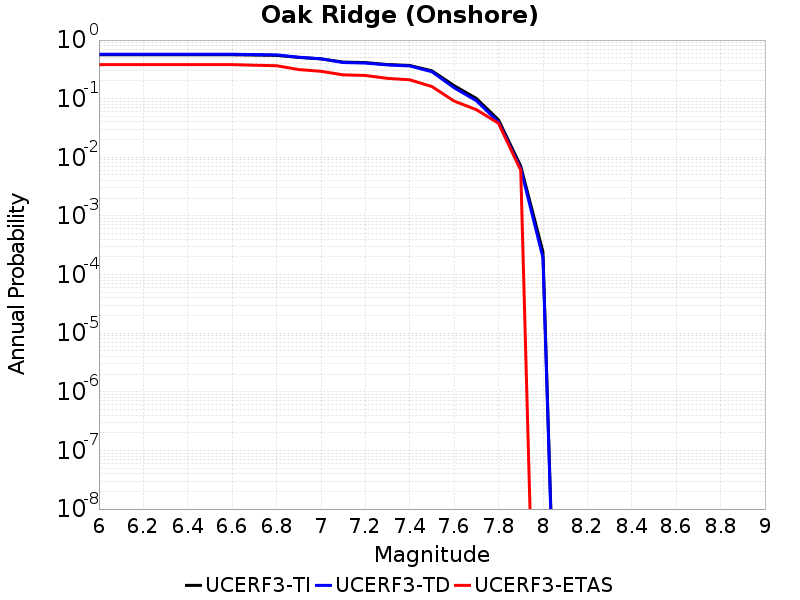 Oak Ridge (Onshore)
10^0
10^-1
10^-2
10^-3
10^-4
10^-5
10^-6
10^-7
10^-8
Annual Probability
6 6.2 6.4 6.6 6.8 7 7.2 7.4 7.6 7.8 8 8.2 8.4 8.6 8.8 9
Magnitude
UCERF3-TI UCERF3-TD UCERF3-ETAS